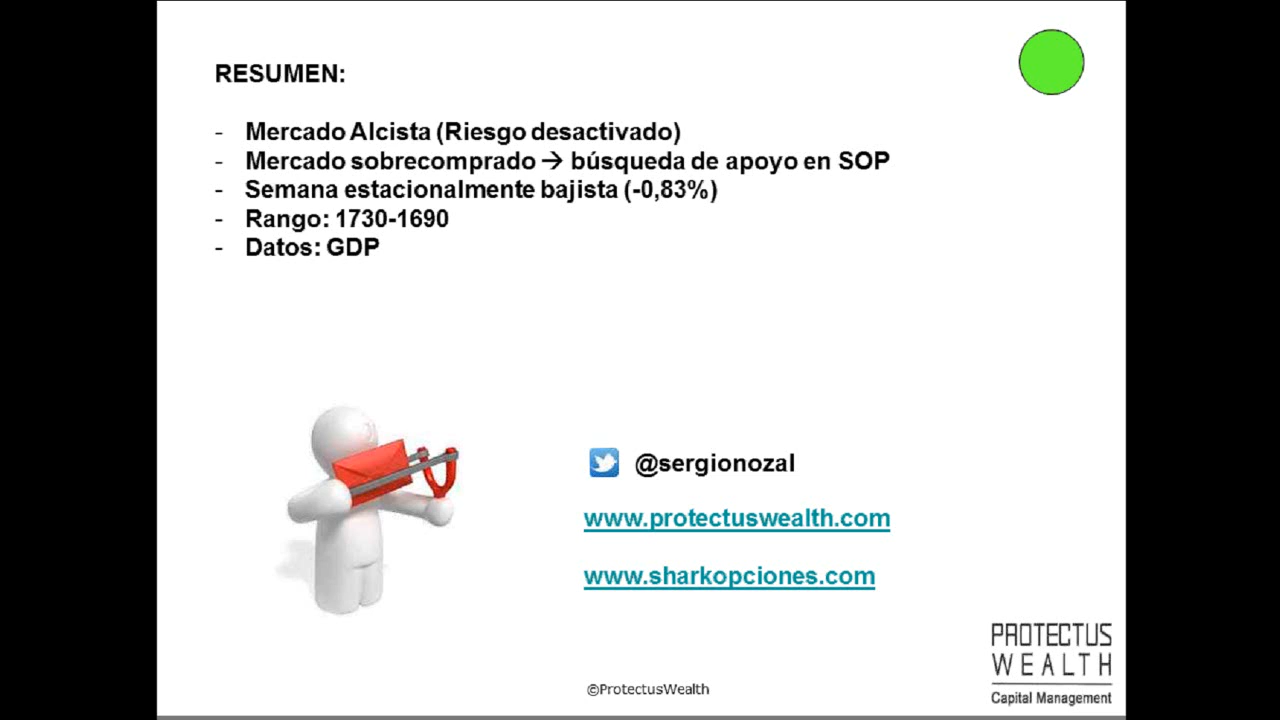 RESUMEN:
- Mercado Alcista (Riesgo desactivado)
- Mercado sobrecomprado → búsqueda de apoyo en SOP
- Semana estacionalmente bajista (-0,83%)
- Rango: 1730-1690
- Datos: GDP
@sergionozal
www.protectuswealth.com
www.sharkopciones.com
PROTECTUS
WEALTH
Capital Management
©ProtectusWealth